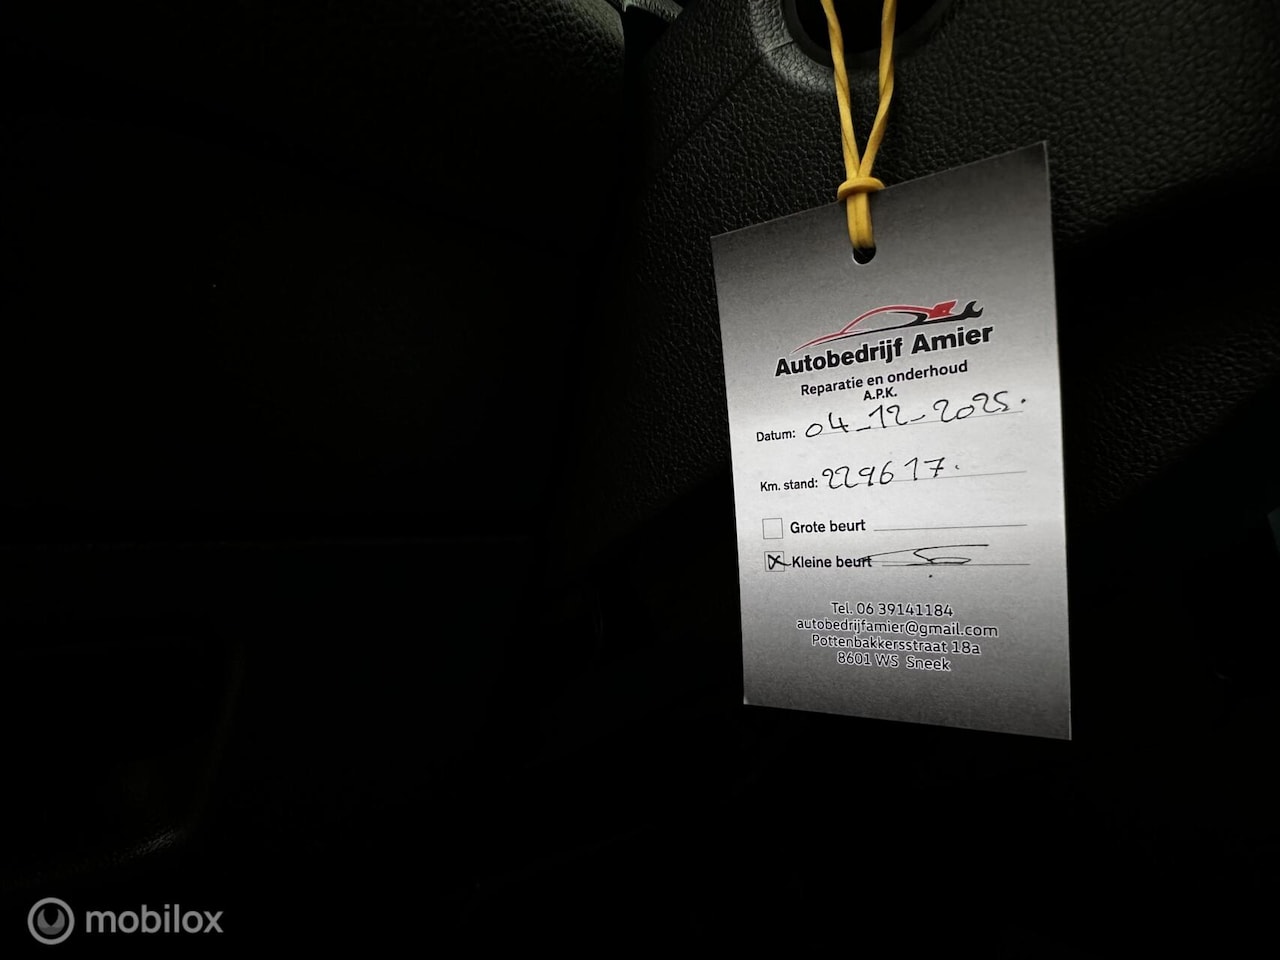 Autobedrijf Amier
Reparatie en onderhoud
A.P.K.
Datum: 04-12-2025.
Km. stand: 229617.
Grote beurt
Kleine beurt
Tel. 06 39141184
autobedrijfamier@gmail.com
Pottenbakkersstraat 18a
8601 WS Sneek
mobilox